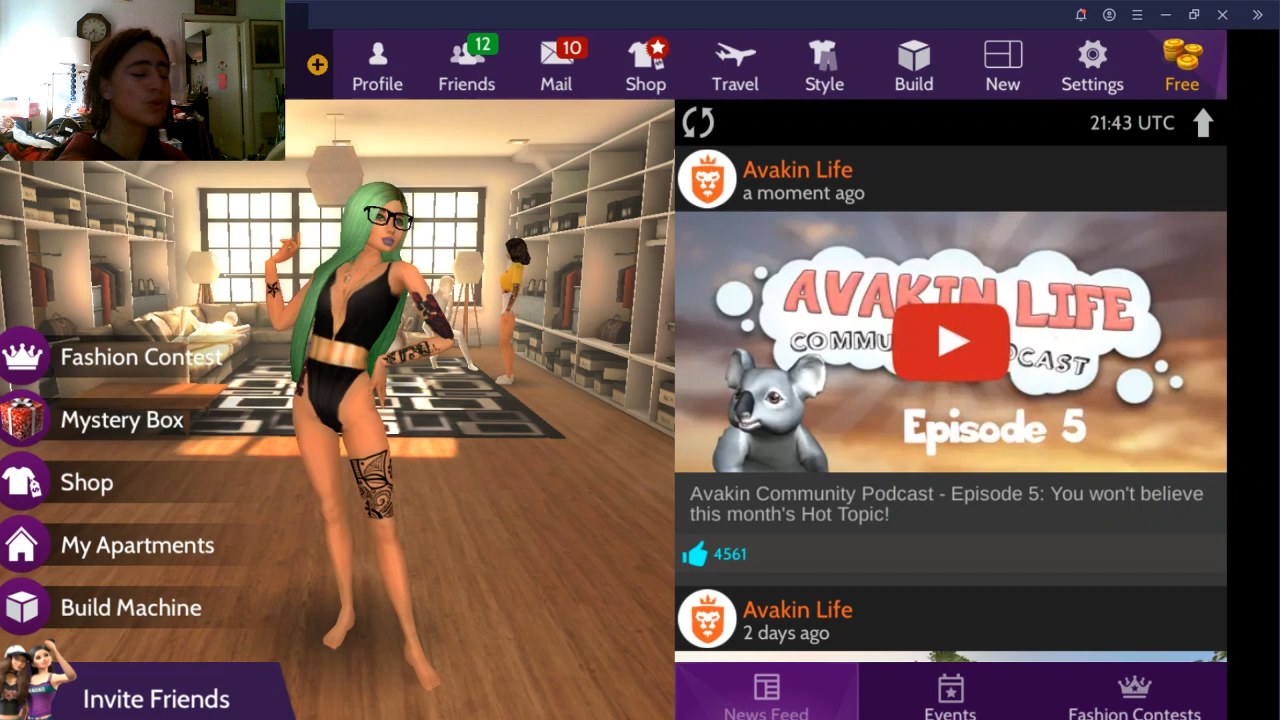 12
10
Profile
Friends
Mail
Shop
Travel
Style
Build
New
Settings
Free
21:43 UTC
Avakin Life
a moment ago
AVAKIN LIFE
Episode 5
Avakin Community Podcast - Episode 5: You won't believe
this month's Hot Topic!
4561
Avakin Life
2 days ago
Fashion Contest
Mystery Box
Shop
My Apartments
Build Machine
Invite Friends
News Feed
Events
Fashion Contests